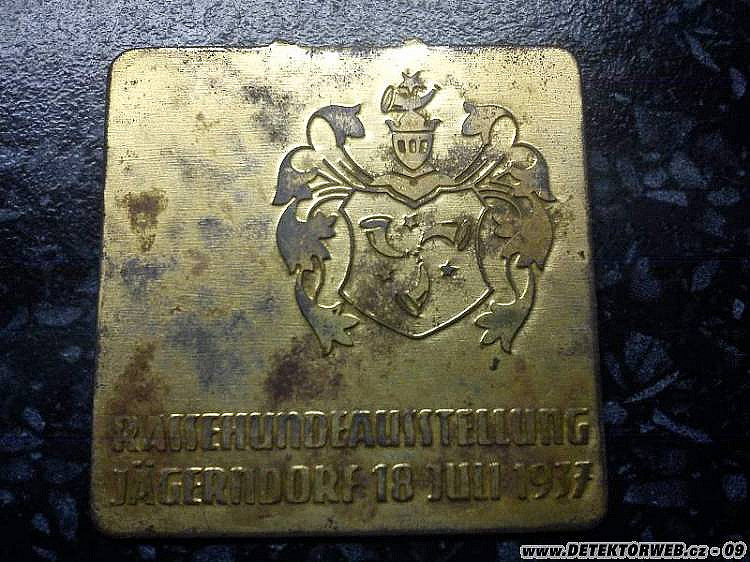 RASSEHUNDEAUSSTELLUNG
JÄGERNDORF 18 JULI 1937
www.DETEKTORWEB.cz - 09